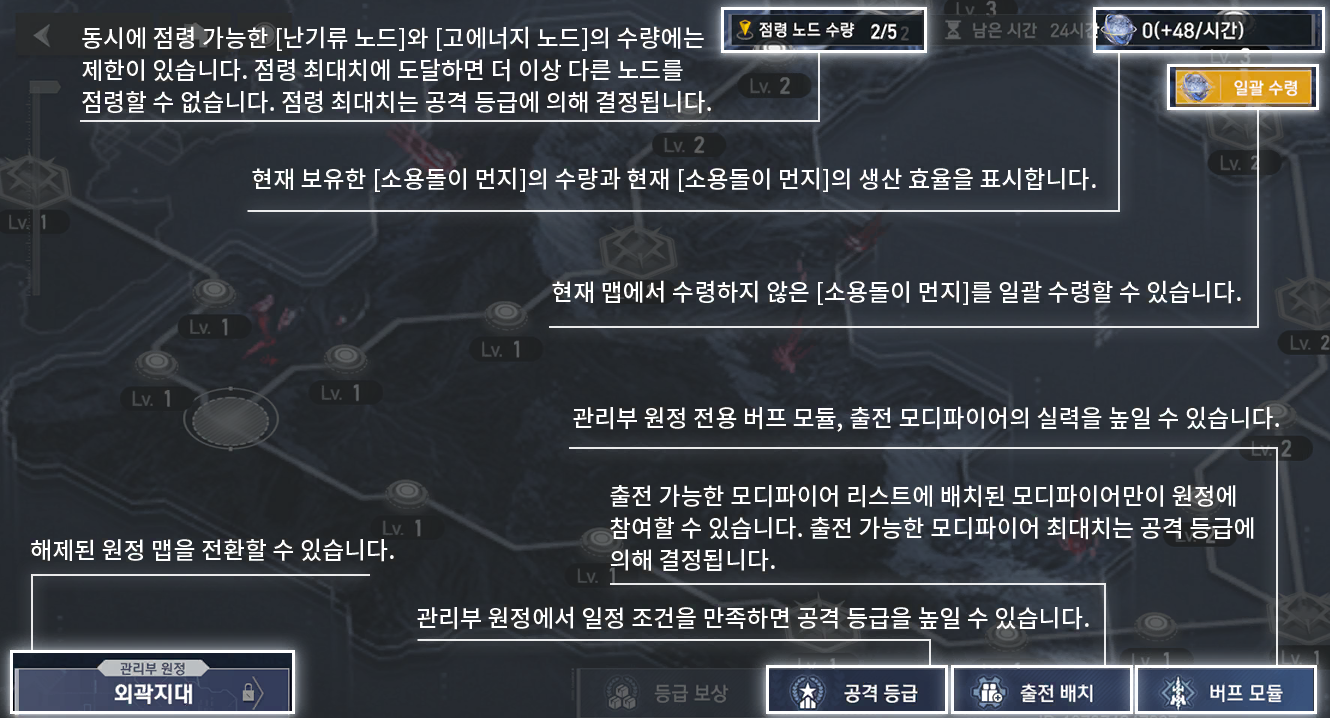 동시에 점령 가능한 [난기류 노드]와 [고에너지 노드]의 수량에는
제한이 있습니다. 점령 최대치에 도달하면 더 이상 다른 노드를
점령할 수 없습니다. 점령 최대치는 공격 등급에 의해 결정됩니다.
점령 노드 수량 2/5
Lv. 3
남은 시간 24시간
0(+48/시간)
Lv. 3
일괄 수령
Lv. 2
Lv. 2
Lv. 2
현재 보유한 [소용돌이 먼지]의 수량과 현재 [소용돌이 먼지]의 생산 효율을 표시합니다.
Lv. 1
현재 맵에서 수령하지 않은 [소용돌이 먼지]를 일괄 수령할 수 있습니다.
Lv. 1
Lv. 1
Lv. 2
Lv. 1
Lv. 1
관리부 원정 전용 버프 모듈, 출전 모디파이어의 실력을 높일 수 있습니다.
Lv. 2
출전 가능한 모디파이어 리스트에 배치된 모디파이어만이 원정에
참여할 수 있습니다. 출전 가능한 모디파이어 최대치는 공격 등급에
의해 결정됩니다.
Lv. 1
Lv. 2
해제된 원정 맵을 전환할 수 있습니다.
Lv. 1
관리부 원정에서 일정 조건을 만족하면 공격 등급을 높일 수 있습니다.
Lv. 1
Lv. 1
Lv. 1
관리부 원정
외곽지대
등급 보상
공격 등급
출전 배치
버프 모듈